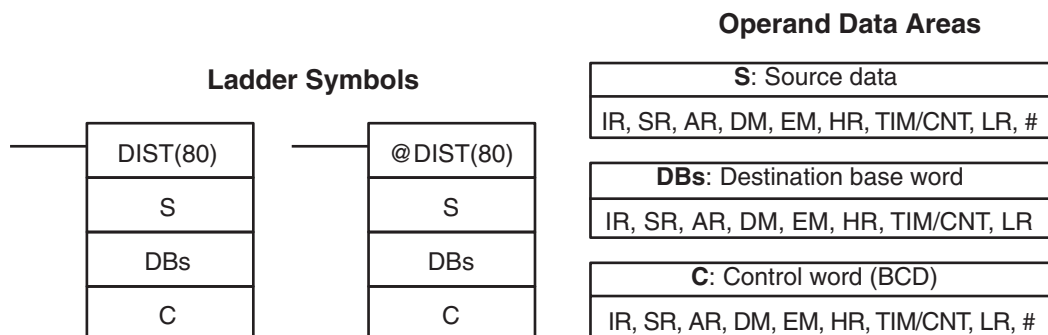 Ladder Symbols
DIST(80)
S
DBs
C
@DIST(80)
S
DBs
C
Operand Data Areas
S: Source data
IR, SR, AR, DM, EM, HR, TIM/CNT, LR, #
DBs: Destination base word
IR, SR, AR, DM, EM, HR, TIM/CNT, LR
C: Control word (BCD)
IR, SR, AR, DM, EM, HR, TIM/CNT, LR, #